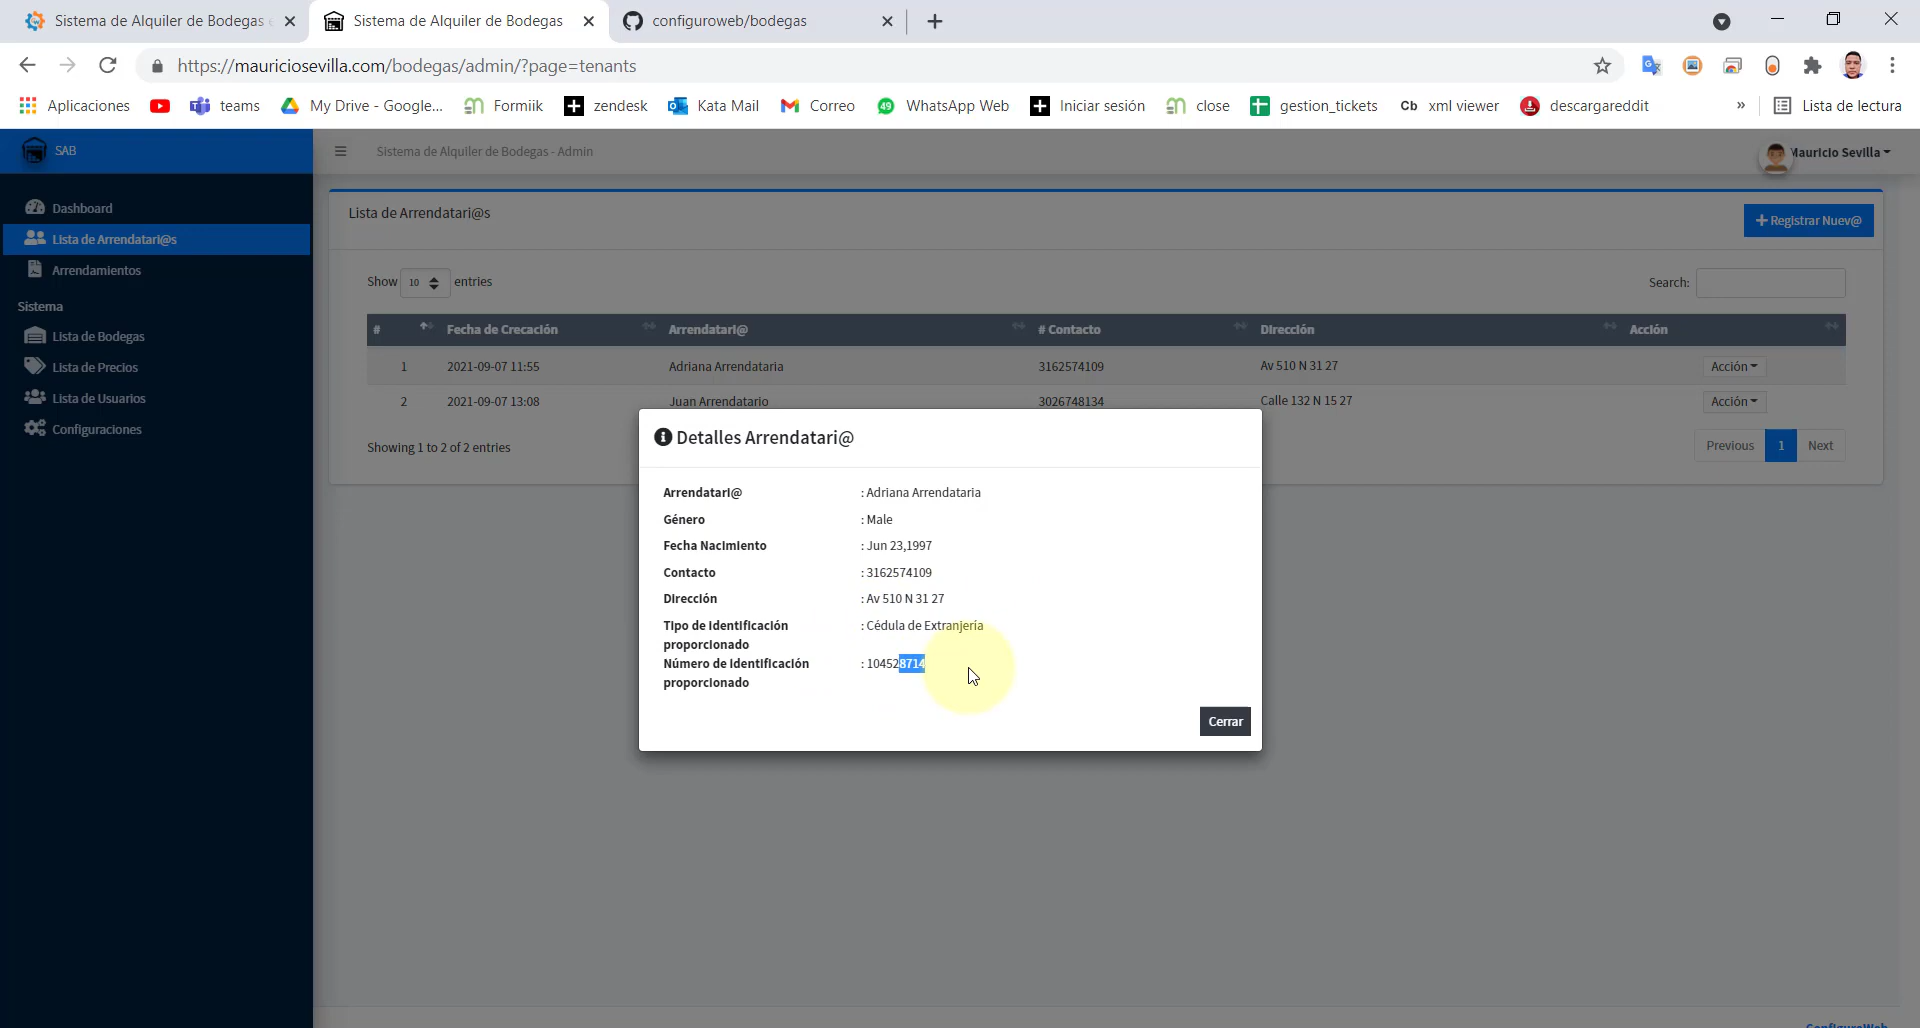 Sistema de Alquiler de Bodegas
Sistema de Alquiler de Bodegas
configuroweb/bodegas
https://mauriciosevilla.com/bodegas/admin/?page=tenants
Aplicaciones
teams
My Drive - Google...
Formiik
zendesk
Kata Mail
Correo
49
WhatsApp Web
Iniciar sesión
close
gestion_tickets
Cb xml viewer
descargareddit
»
Lista de lectura
SAB
Sistema de Alquiler de Bodegas - Admin
Mauricio Sevilla
Dashboard
Lista de Arrendatari@s
Arrendamientos
Sistema
Lista de Bodegas
Lista de Precios
Lista de Usuarios
Configuraciones
Lista de Arrendatari@s
+ Registrar Nuev@
Show 10 entries
Search:
# Fecha de Crecación Arrendatari@ # Contacto Dirección Acción
1 2021-09-07 11:55 Adriana Arrendataria 3162574109 Av 510 N 31 27 Acción
2 2021-09-07 13:08 Juan Arrendatario 3026748134 Calle 132 N 15 27 Acción
Showing 1 to 2 of 2 entries
Previous 1 Next
Detalles Arrendatari@
Arrendatari@ : Adriana Arrendataria
Género : Male
Fecha Nacimiento : Jun 23,1997
Contacto : 3162574109
Dirección : Av 510 N 31 27
Tipo de identificación : Cédula de Extranjería
proporcionado
Número de identificación : 104528714
proporcionado
Cerrar
ConfiguroWeb